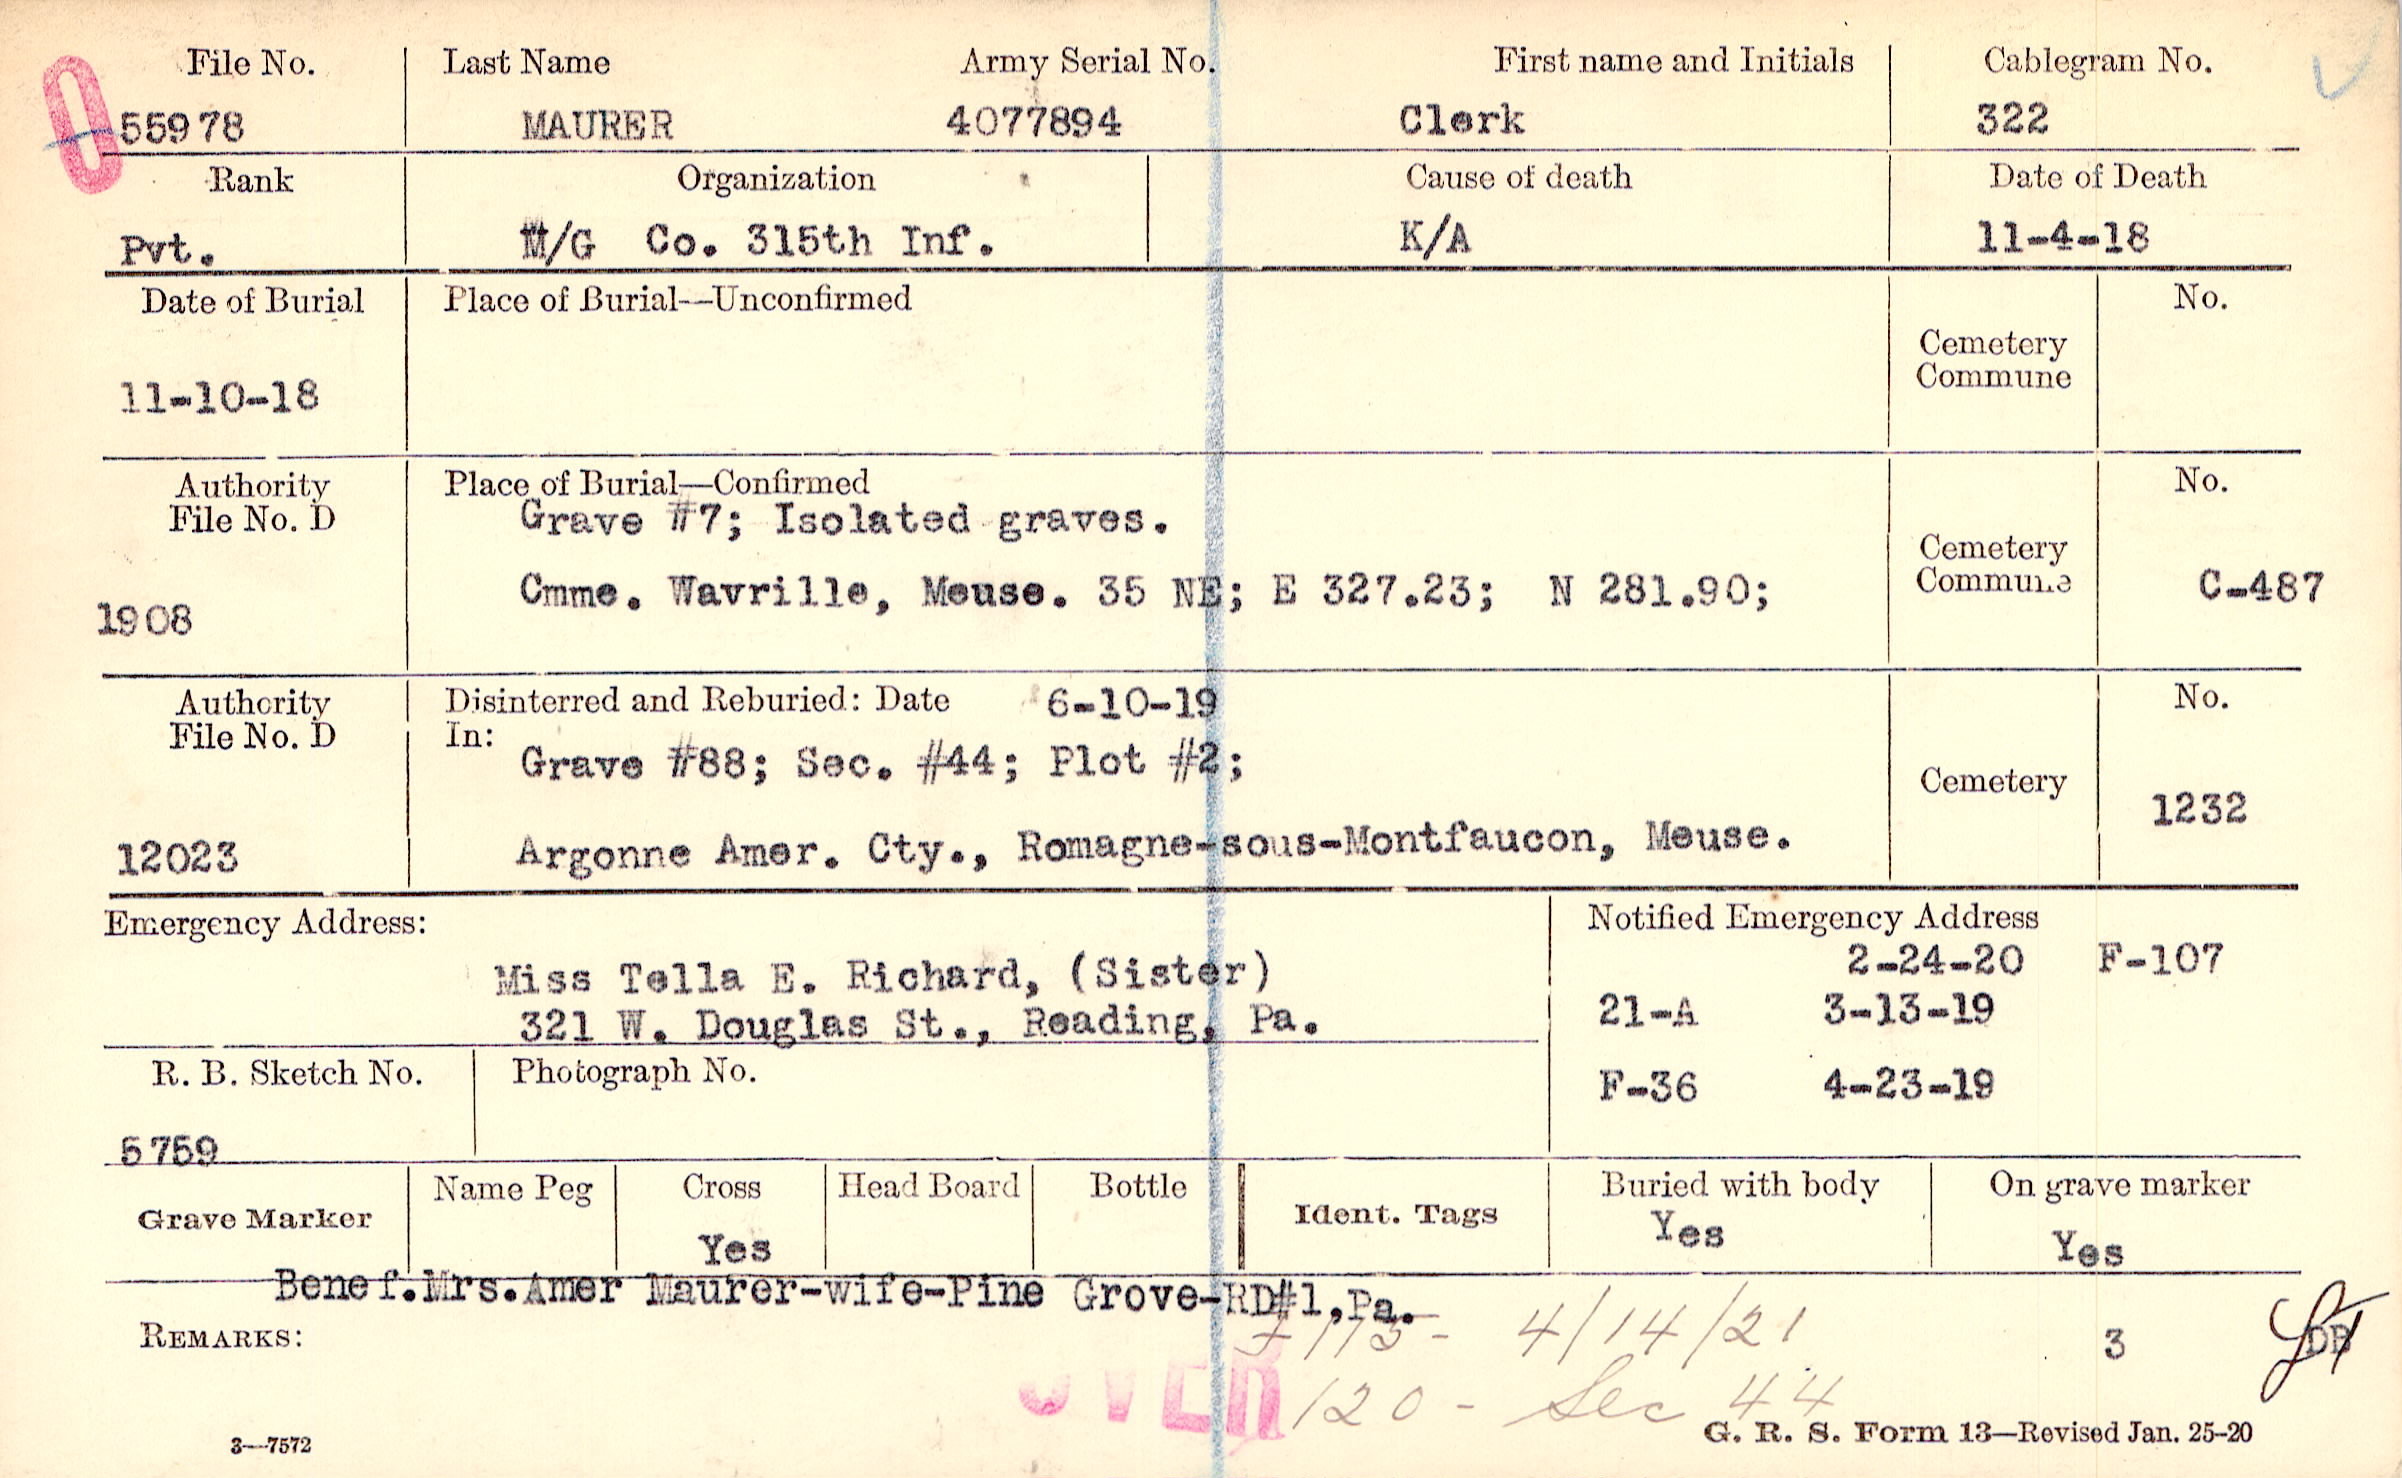 File No. Last Name Army Serial No. First name and Initials Cablegram No.
55978 MAURER 4077894 Clerk 322
Rank Organization Cause of death Date of Death
Pvt. M/G Co. 315th Inf. K/A 11-4-18
Date of Burial Place of Burial—Unconfirmed No.
Cemetery
Commune
11-10-18
Authority Place of Burial—Confirmed No.
File No. D Grave #7; Isolated graves.
Cemetery
1908 Cmme. Wavrille, Meuse. 35 NE; E 327.23; N 281.90; Commune C-487
Authority Disinterred and Reburied: Date 6-10-19 No.
File No. D In: Grave #88; Sec. #44; Plot #2;
Cemetery 1232
12023 Argonne Amer. Cty., Romagne-sous-Montfaucon, Meuse.
Emergency Address: Notified Emergency Address
2-24-20 F-107
Miss Tella E. Richard, (Sister) 21-A 3-13-19
321 W. Douglas St., Reading, Pa.
R. B. Sketch No. Photograph No. F-36 4-23-19
5759
Name Peg Cross Head Board Bottle Buried with body On grave marker
Grave Marker Yes Ident. Tags Yes Yes
Benef.Mrs.Amer Maurer-wife-Pine Grove-RD#1,Pa.
REMARKS: 115- 4/14/21 3 DB
OVER 120 - Sec 44
3—7572 G. R. S. Form 13—Revised Jan. 25-20